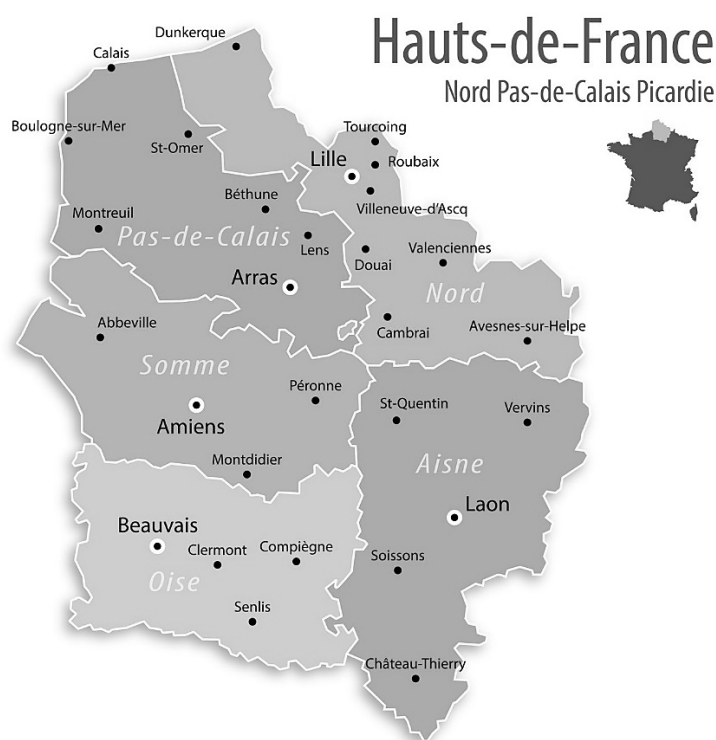 Hauts-de-France
Nord Pas-de-Calais Picardie
Dunkerque
Calais
Boulogne-sur-Mer
St-Omer
Tourcoing
Lille
Roubaix
Villeneuve-d'Ascq
Béthune
Montreuil
Pas-de-Calais
Lens
Douai
Valenciennes
Arras
Nord
Cambrai
Avesnes-sur-Helpe
Abbeville
Somme
Péronne
Amiens
St-Quentin
Vervins
Montdidier
Aisne
Laon
Beauvais
Clermont
Compiègne
Soissons
Oise
Senlis
Château-Thierry